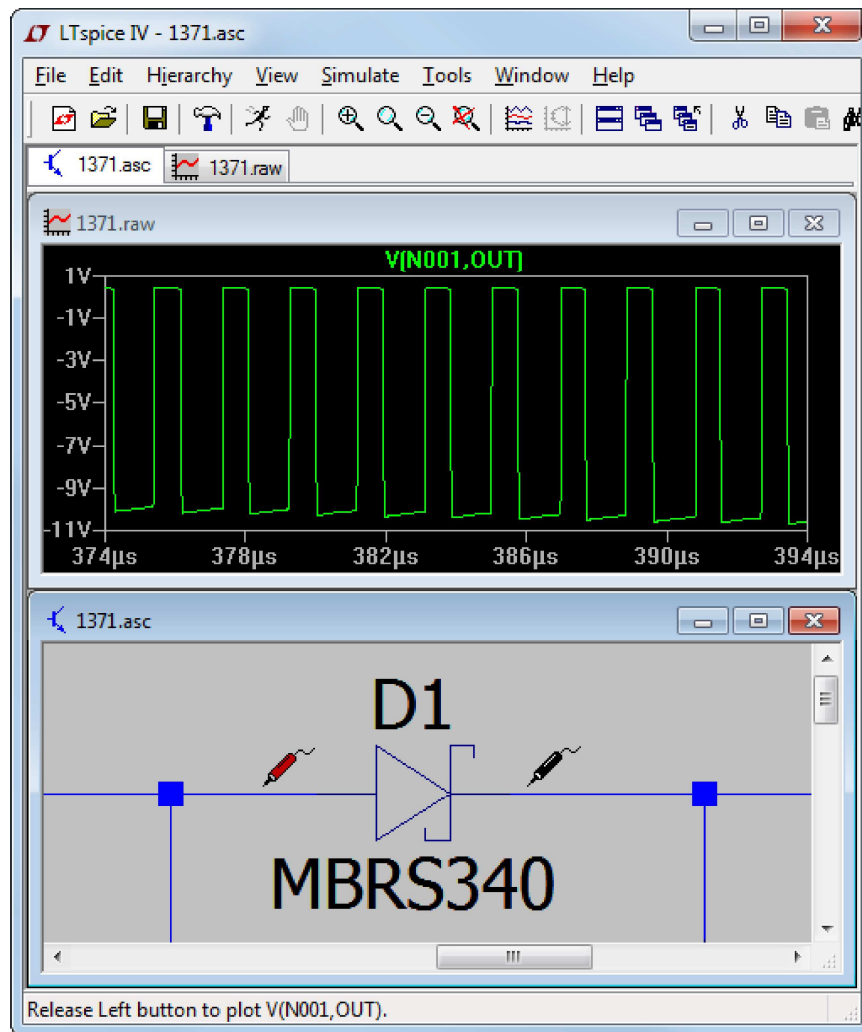 LTspice IV - 1371.asc
File Edit Hierarchy View Simulate Tools Window Help
1371.asc 1371.raw
1371.raw
V(N001,OUT)
1V
-1V
-3V
-5V
-7V
-9V
-11V
374µs 378µs 382µs 386µs 390µs 394µs
1371.asc
D1
MBRS340
Release Left button to plot V(N001,OUT).